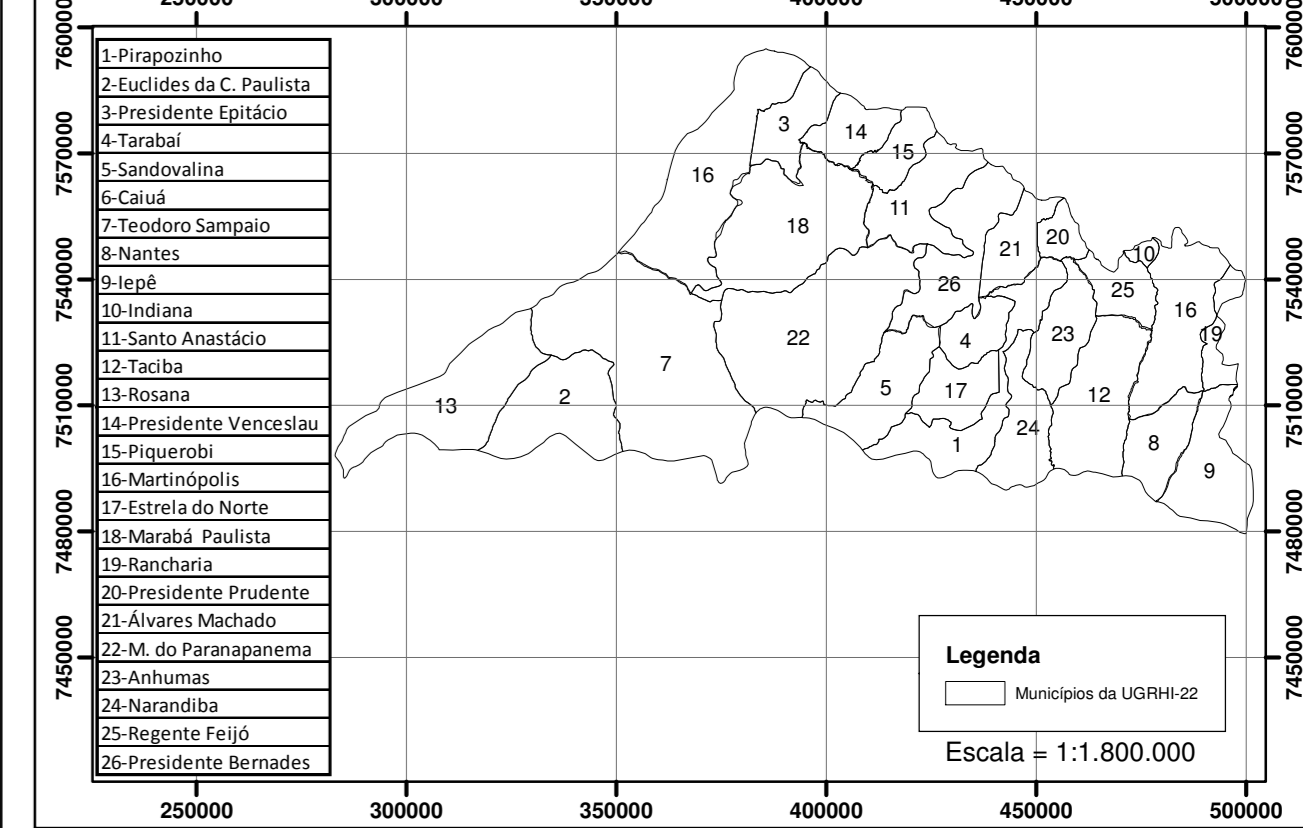 250000 300000 350000 400000 450000 500000
7600000 7600000
7570000 7570000
7540000 7540000
7510000 7510000
7480000 7480000
7450000 7450000
1-Pirapozinho
2-Euclides da C. Paulista
3-Presidente Epitácio
4-Tarabaí
5-Sandovalina
6-Caiuá
7-Teodoro Sampaio
8-Nantes
9-Iepê
10-Indiana
11-Santo Anastácio
12-Taciba
13-Rosana
14-Presidente Venceslau
15-Piquerobi
16-Martinópolis
17-Estrela do Norte
18-Marabá Paulista
19-Rancharia
20-Presidente Prudente
21-Álvares Machado
22-M. do Paranapanema
23-Anhumas
24-Narandiba
25-Regente Feijó
26-Presidente Bernades
3
14
15
16
11
18
21
20
10
26
25
16
19
22
4
23
7
5
17
12
2
13
24
1
8
9
Legenda
Municípios da UGRHI-22
Escala = 1:1.800.000
250000 300000 350000 400000 450000 500000